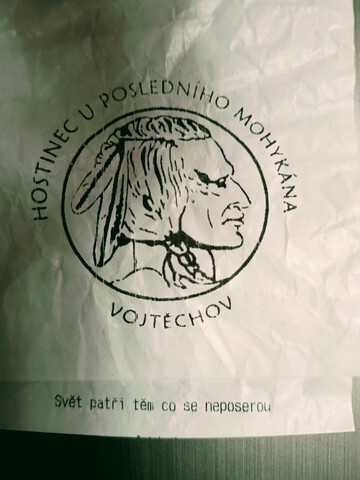 HOSTINEC U POSLEDNÍHO MOHYKÁNA
VOJTĚCHOV
Svět patří těm co se neposerou